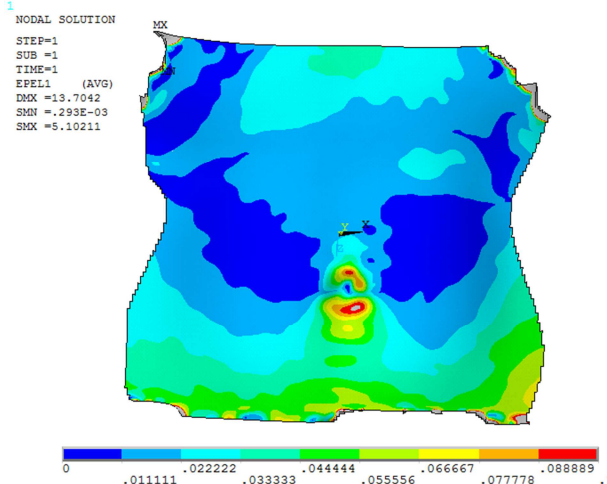 1
NODAL SOLUTION
STEP=1
SUB =1
TIME=1
EPEL1 (AVG)
DMX =13.7042
SMN =.293E-03
SMX =5.10211
MX
Y X
0 .022222 .044444 .066667 .088889
.011111 .033333 .055556 .077778 .